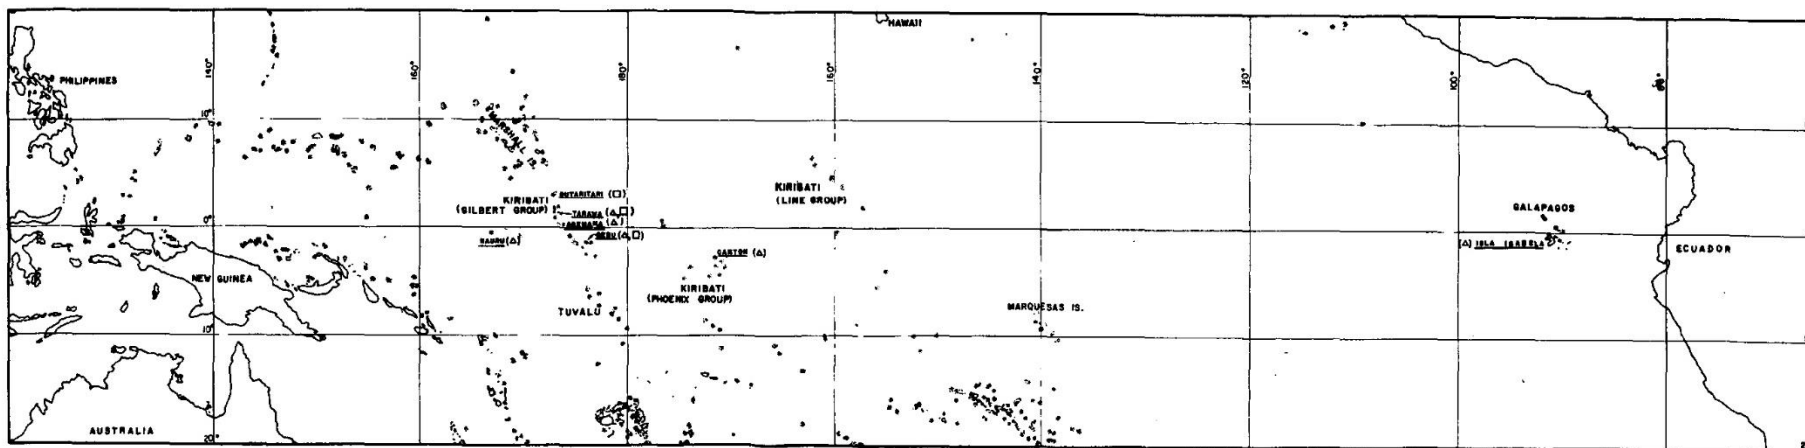 HAWAII
PHILIPPINES
140°
160°
180°
160°
140°
120°
100°
80°
10°
MARSHALL IS.
KIRIBATI
(GILBERT GROUP)
BUTARITARI (□)
TARAWA (△,□)
ABEMAMA (△)
BERU (△,□)
NAURU (△)
KIRIBATI
(LINE GROUP)
GALAPAGOS
(△) ISLA ISABELA
ECUADOR
0°
CANTON (△)
NEW GUINEA
KIRIBATI
(PHOENIX GROUP)
TUVALU
MARQUESAS IS.
10°
AUSTRALIA
20°